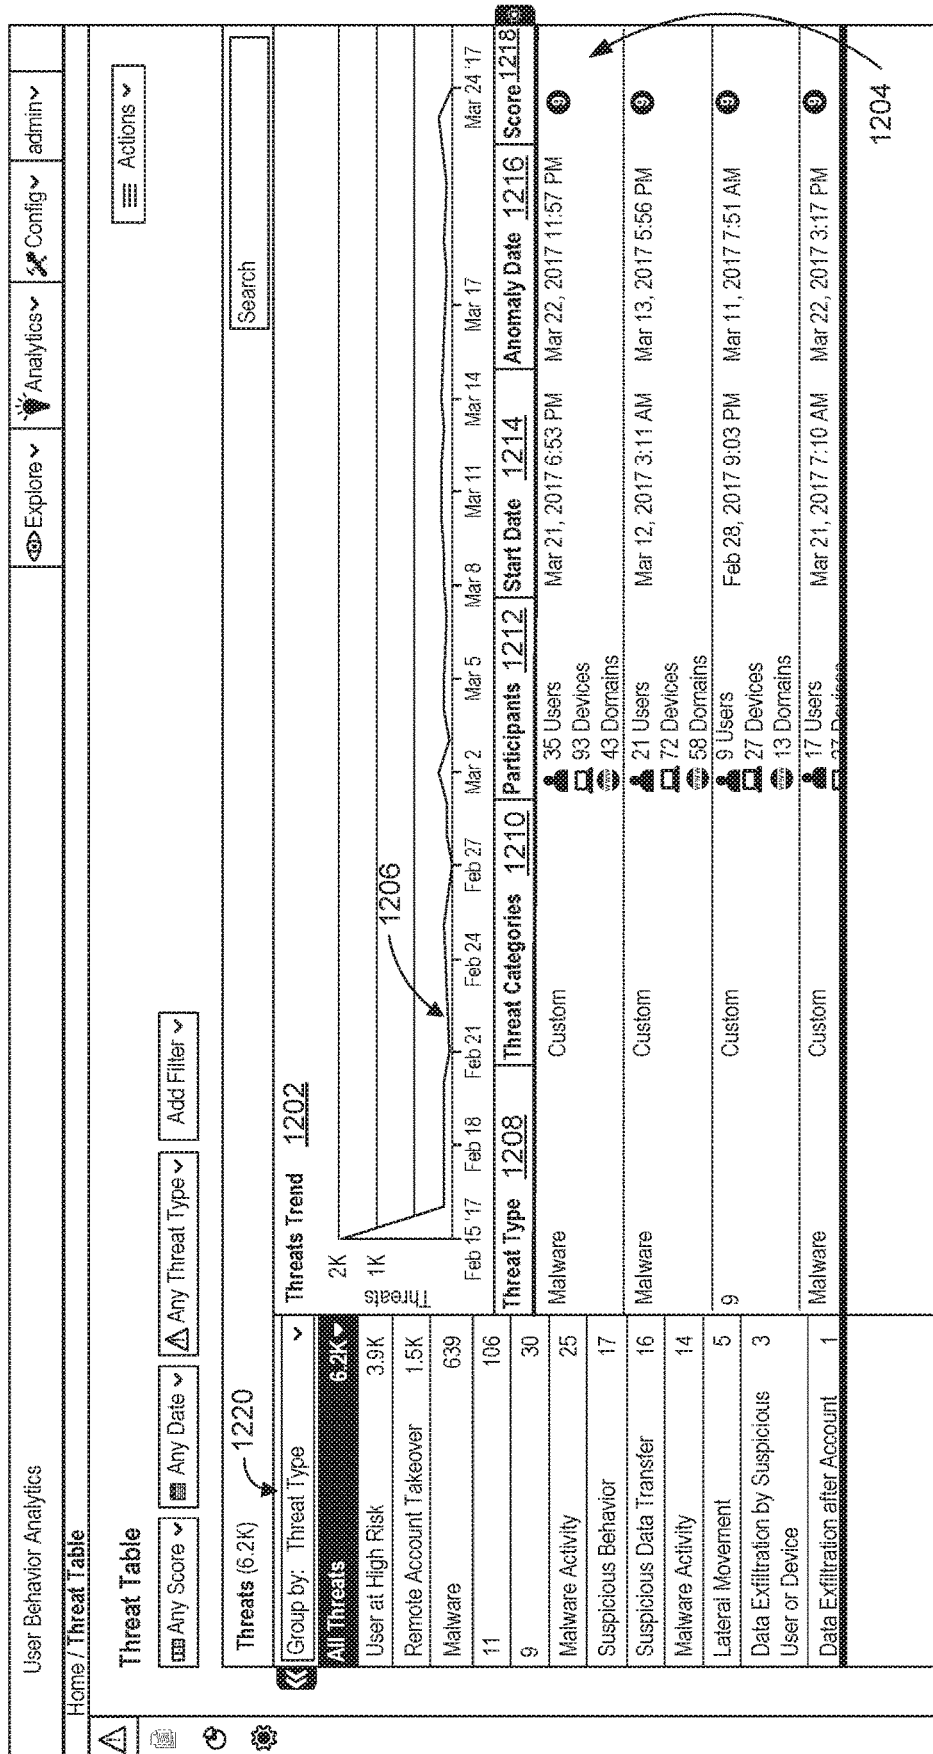 User Behavior Analytics
Explore Analytics Config admin
Home / Threat Table
Threat Table
Actions
Any Score Any Date Any Threat Type Add Filter
Threats (6.2K) 1220
Search
Group by: Threat Type
Threats Trend 1202
All Threats 6.2K
User at High Risk 3.9K
Remote Account Takeover 1.5K
Malware 639
11 106
9 30
Malware Activity 25
Suspicious Behavior 17
Suspicious Data Transfer 16
Malware Activity 14
Lateral Movement 5
Data Exfiltration by Suspicious 3
User or Device
Data Exfiltration after Account 1
2K
1K
Threats
1206
Feb 15 '17 Feb 18 Feb 21 Feb 24 Feb 27 Mar 2 Mar 5 Mar 8 Mar 11 Mar 14 Mar 17 Mar 24 '17
Threat Type 1208 Threat Categories 1210 Participants 1212 Start Date 1214 Anomaly Date 1216 Score 1218
Malware Custom 35 Users Mar 21, 2017 6:53 PM Mar 22, 2017 11:57 PM 9
93 Devices
43 Domains
Malware Custom 21 Users Mar 12, 2017 3:11 AM Mar 13, 2017 5:56 PM 9
72 Devices
58 Domains
9 Custom 9 Users Feb 28, 2017 9:03 PM Mar 11, 2017 7:51 AM 9
27 Devices
13 Domains
Malware Custom 17 Users Mar 21, 2017 7:10 AM Mar 22, 2017 3:17 PM 9
1204